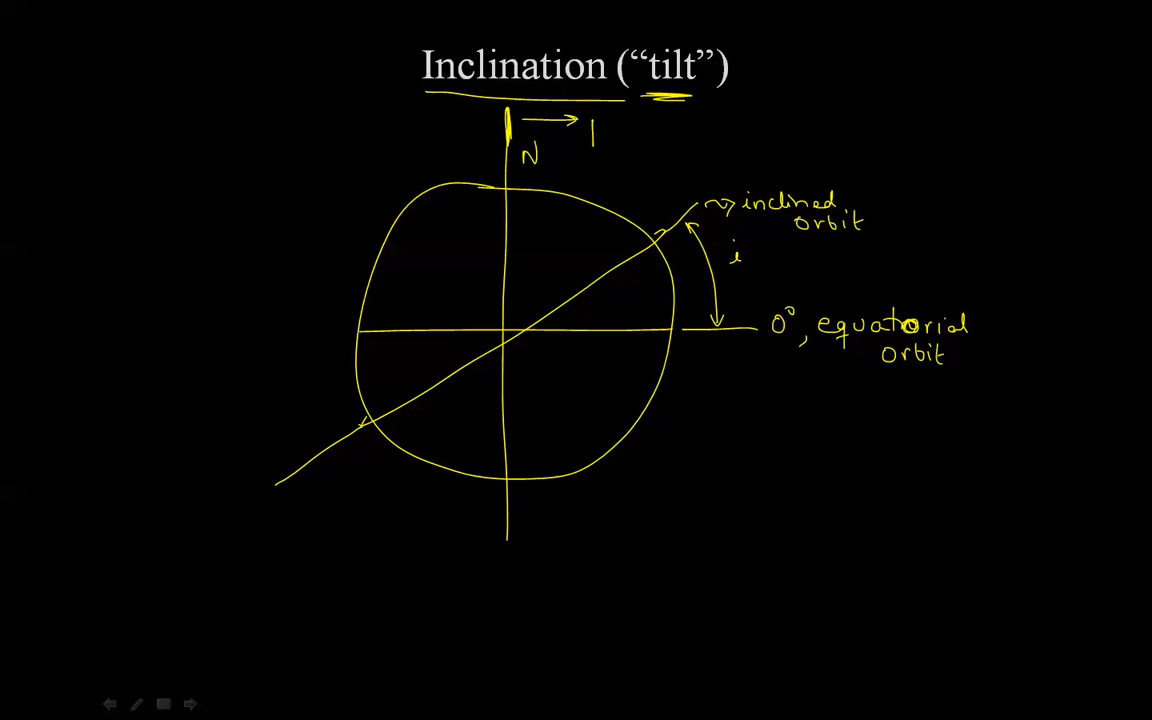 Inclination (“tilt”)
N
inclined
orbit
i
0°, equatorial
orbit